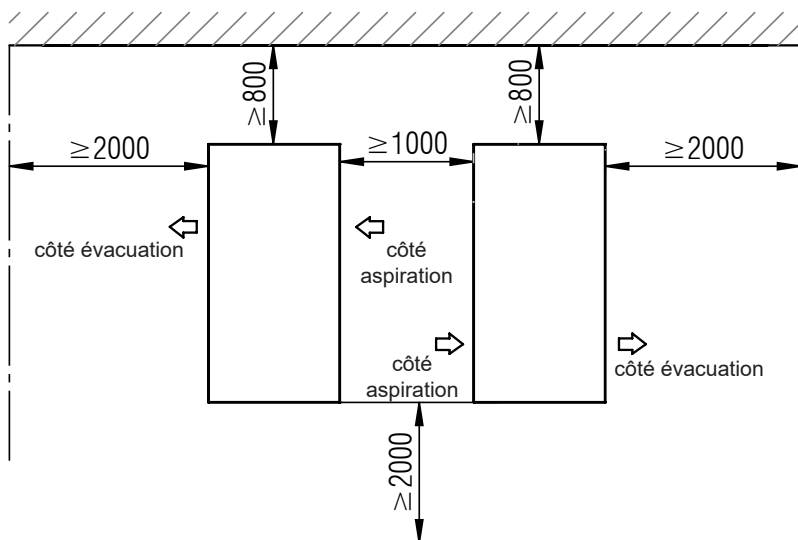 ≥800
≥800
≥2000
≥1000
≥2000
côté évacuation
côté
aspiration
côté
aspiration
côté évacuation
≥2000